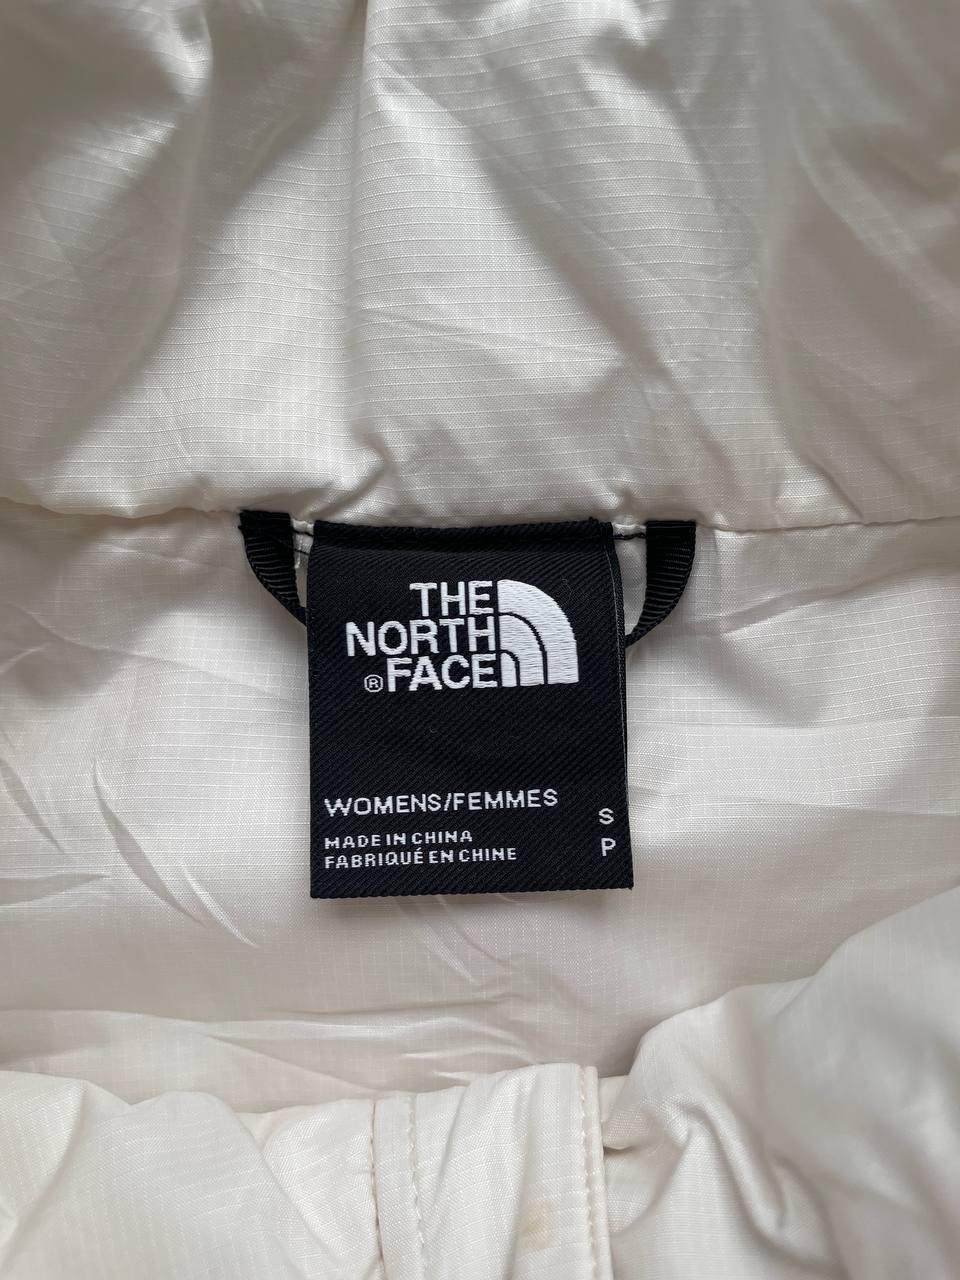 THE
NORTH
®FACE
WOMENS/FEMMES
S
MADE IN CHINA
P
FABRIQUÉ EN CHINE